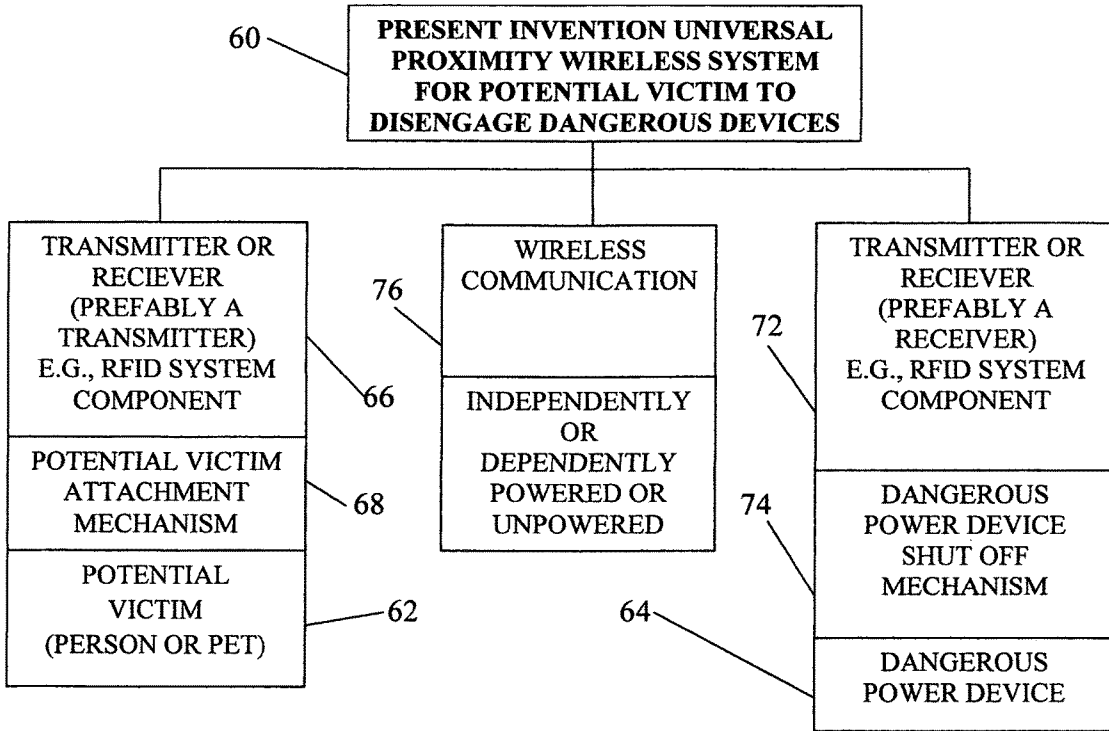 60
PRESENT INVENTION UNIVERSAL
PROXIMITY WIRELESS SYSTEM
FOR POTENTIAL VICTIM TO
DISENGAGE DANGEROUS DEVICES
TRANSMITTER OR
RECIEVER
(PREFABLY A
TRANSMITTER)
E.G., RFID SYSTEM
COMPONENT
66
POTENTIAL VICTIM
ATTACHMENT
MECHANISM
68
POTENTIAL
VICTIM
(PERSON OR PET)
62
WIRELESS
COMMUNICATION
76
INDEPENDENTLY
OR
DEPENDENTLY
POWERED OR
UNPOWERED
TRANSMITTER OR
RECIEVER
(PREFABLY A
RECEIVER)
E.G., RFID SYSTEM
COMPONENT
72
DANGEROUS
POWER DEVICE
SHUT OFF
MECHANISM
74
DANGEROUS
POWER DEVICE
64